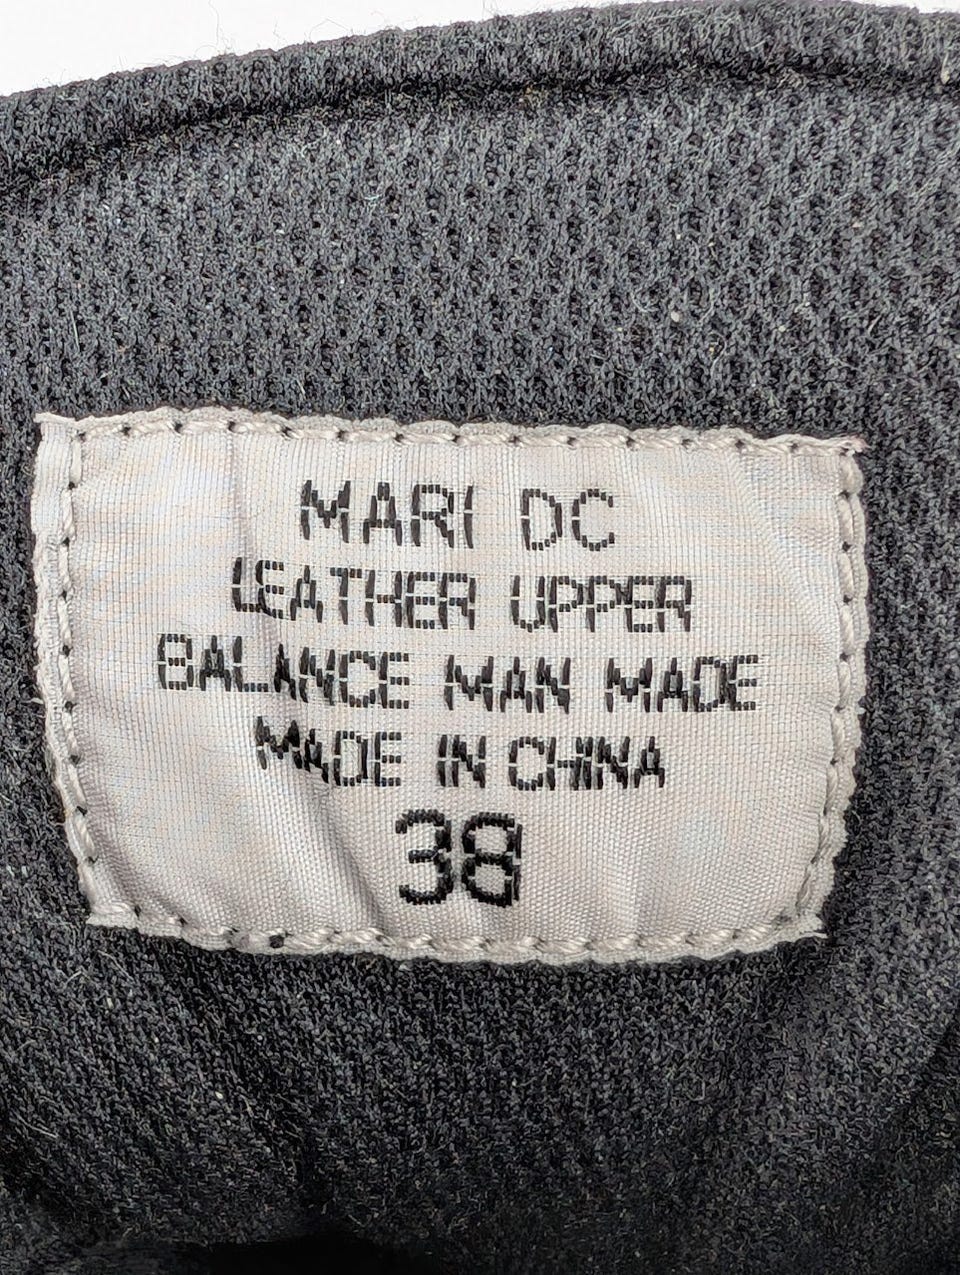 MARI DC
LEATHER UPPER
BALANCE MAN MADE
MADE IN CHINA
38